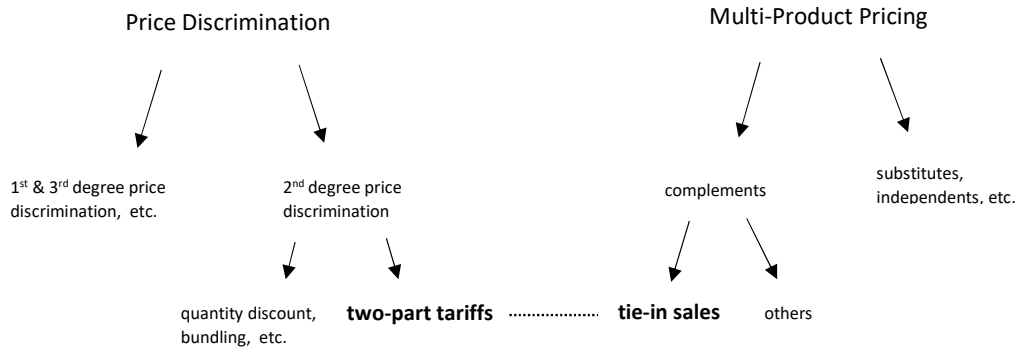 Price Discrimination
Multi-Product Pricing
1st & 3rd degree price
discrimination, etc.
2nd degree price
discrimination
complements
substitutes,
independents, etc.
quantity discount,
bundling, etc.
two-part tariffs
tie-in sales
others